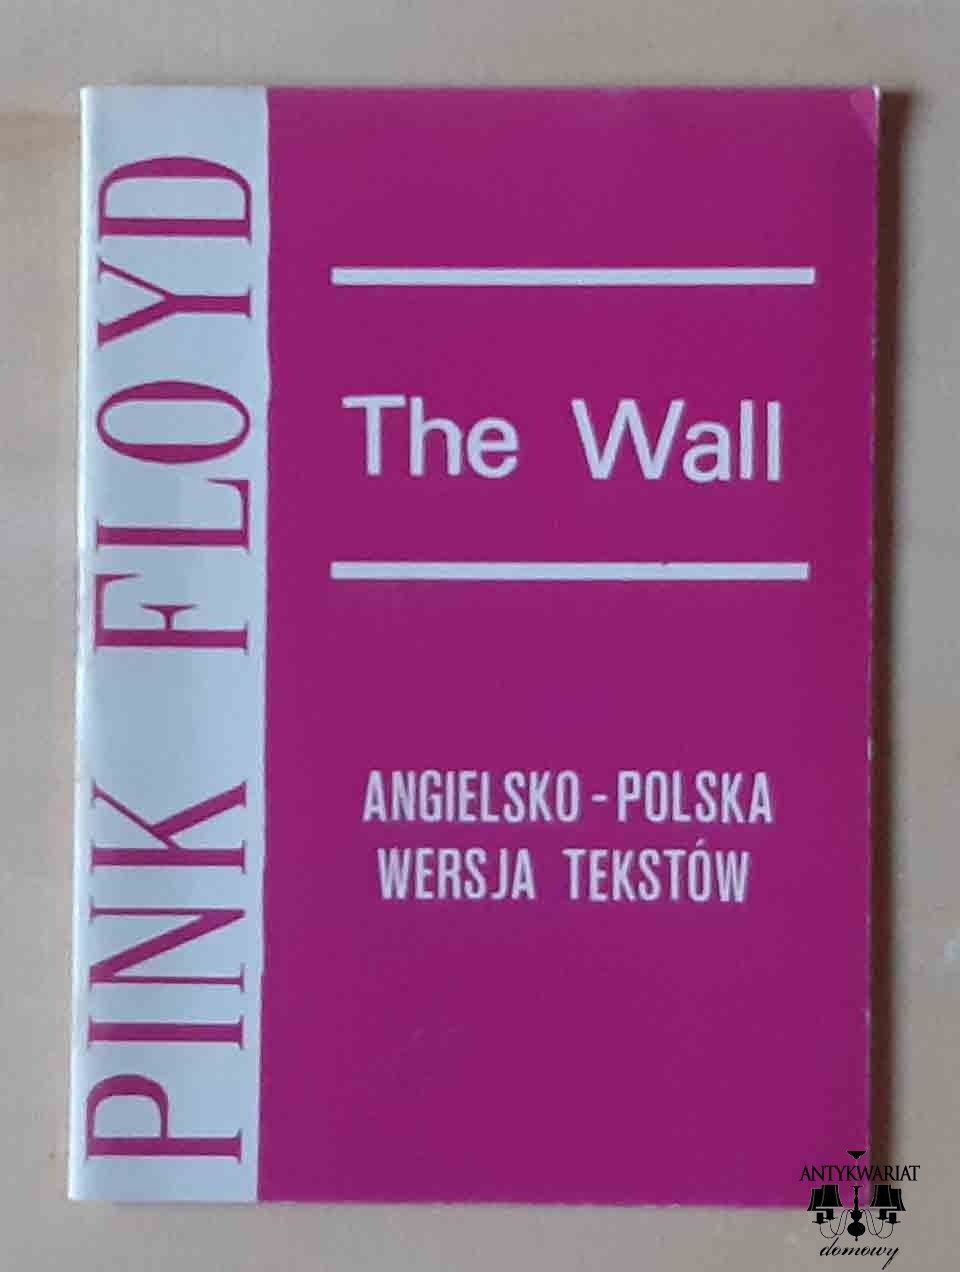 PINK FLOYD
The Wall
ANGIELSKO-POLSKA
WERSJA TEKSTÓW
ANTYKWARIAT
domowy